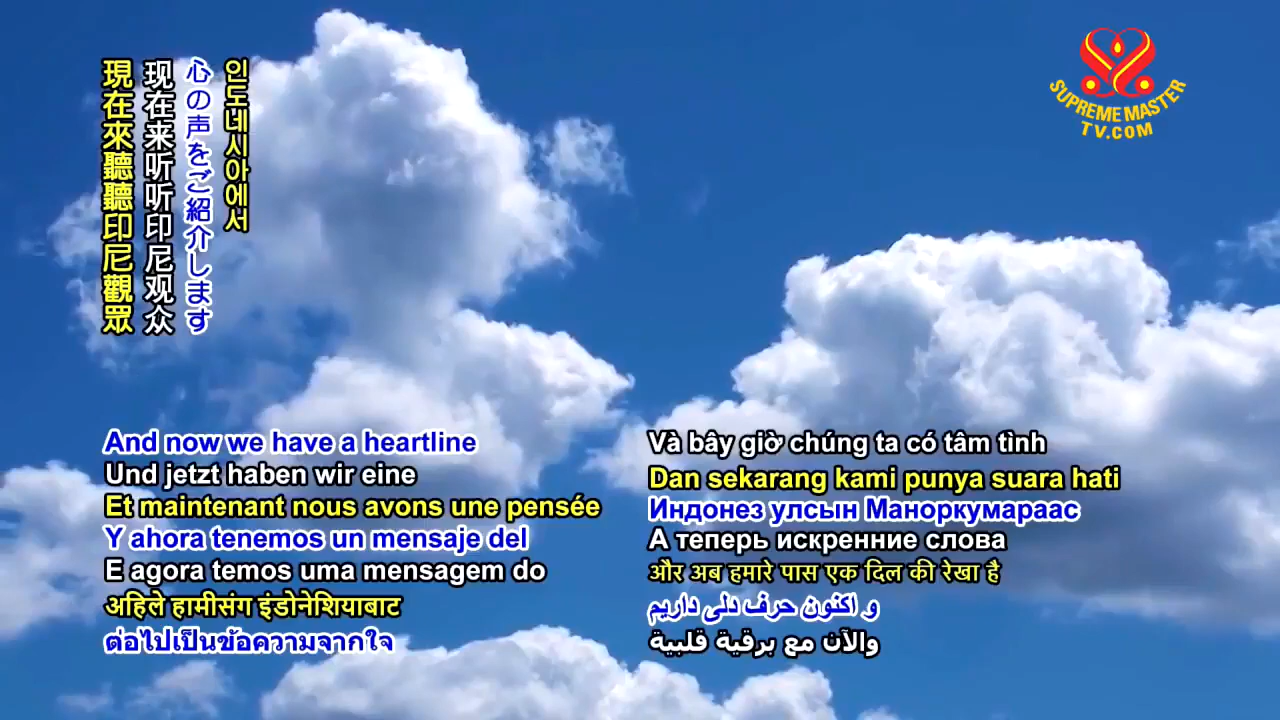 現在來聽聽印尼觀眾
现在来听听印尼观众
心の声をご紹介します
인도네시아에서
SUPREME MASTER
TV.COM
And now we have a heartline
Und jetzt haben wir eine
Et maintenant nous avons une pensée
Y ahora tenemos un mensaje del
E agora temos uma mensagem do
अहिले हामीसंग इंडोनेशियाबाट
ต่อไปเป็นข้อความจากใจ
Và bây giờ chúng ta có tâm tình
Dan sekarang kami punya suara hati
Индонез улсын Маноркумараас
А теперь искренние слова
और अब हमारे पास एक दिल की रेखा है
و اکنون حرف دلی داریم
والآن مع برقية قلبية